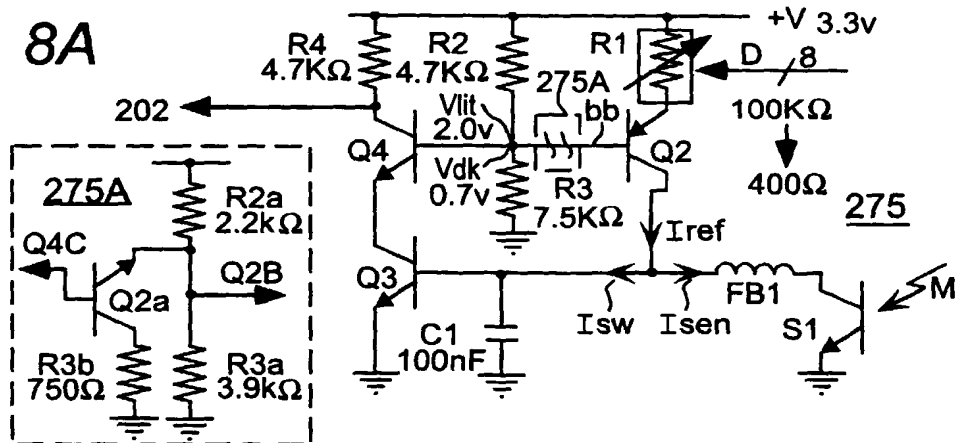 8A
+V 3.3v
R4
4.7KΩ
R2
4.7KΩ
R1
D
8
275A
bb
202
Vlit
2.0v
100KΩ
400Ω
Q4
Q2
Vdk
0.7v
R3
7.5KΩ
275
275A
R2a
2.2kΩ
Q4C
Q2B
Q2a
R3b
750Ω
R3a
3.9kΩ
Iref
Q3
Isw
Isen
FB1
M
S1
C1
100nF